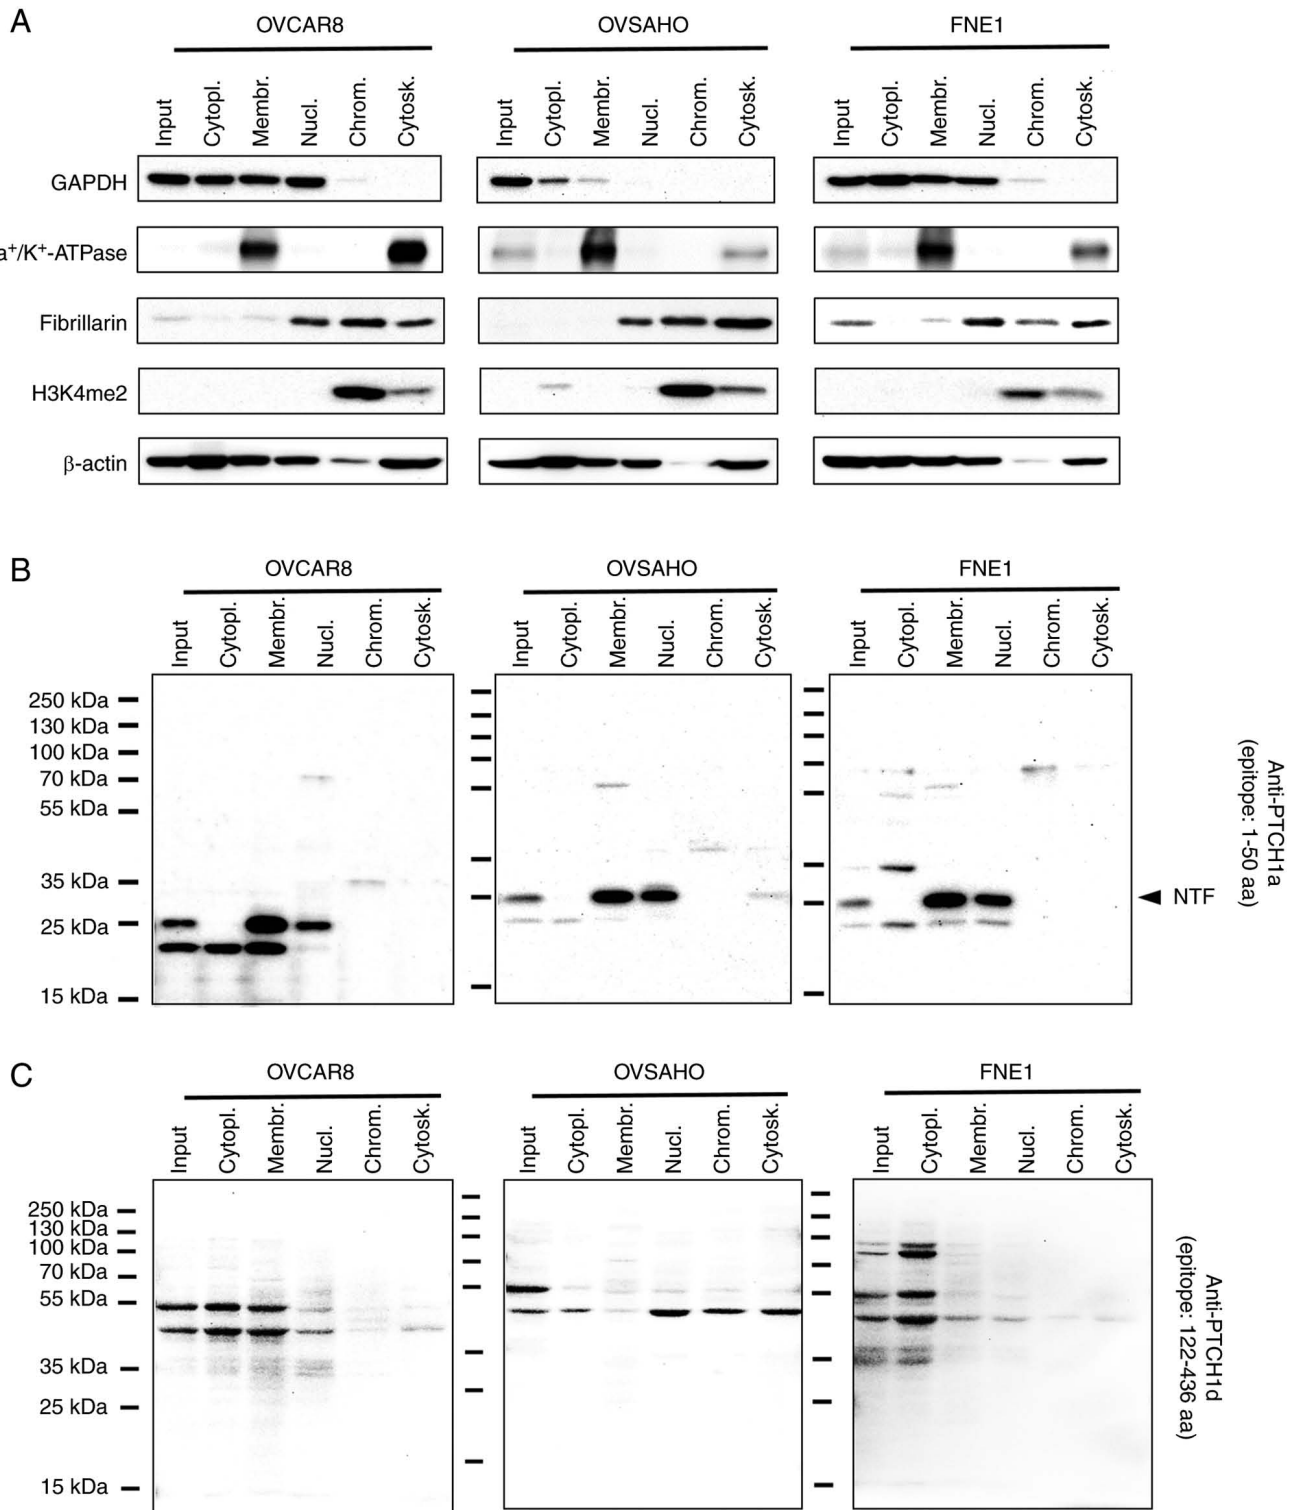 A
OVCAR8 OVSAHO FNE1
Input Cytopl. Membr. Nucl. Chrom. Cytosk. Input Cytopl. Membr. Nucl. Chrom. Cytosk. Input Cytopl. Membr. Nucl. Chrom. Cytosk.
GAPDH
a⁺/K⁺-ATPase
Fibrillarin
H3K4me2
β-actin
B
OVCAR8 OVSAHO FNE1
Input Cytopl. Membr. Nucl. Chrom. Cytosk. Input Cytopl. Membr. Nucl. Chrom. Cytosk. Input Cytopl. Membr. Nucl. Chrom. Cytosk.
250 kDa
130 kDa
100 kDa
70 kDa
55 kDa
35 kDa
25 kDa
15 kDa
NTF
Anti-PTCH1a
(epitope: 1-50 aa)
C
OVCAR8 OVSAHO FNE1
Input Cytopl. Membr. Nucl. Chrom. Cytosk. Input Cytopl. Membr. Nucl. Chrom. Cytosk. Input Cytopl. Membr. Nucl. Chrom. Cytosk.
250 kDa
130 kDa
100 kDa
70 kDa
55 kDa
35 kDa
25 kDa
15 kDa
Anti-PTCH1d
(epitope: 122-436 aa)